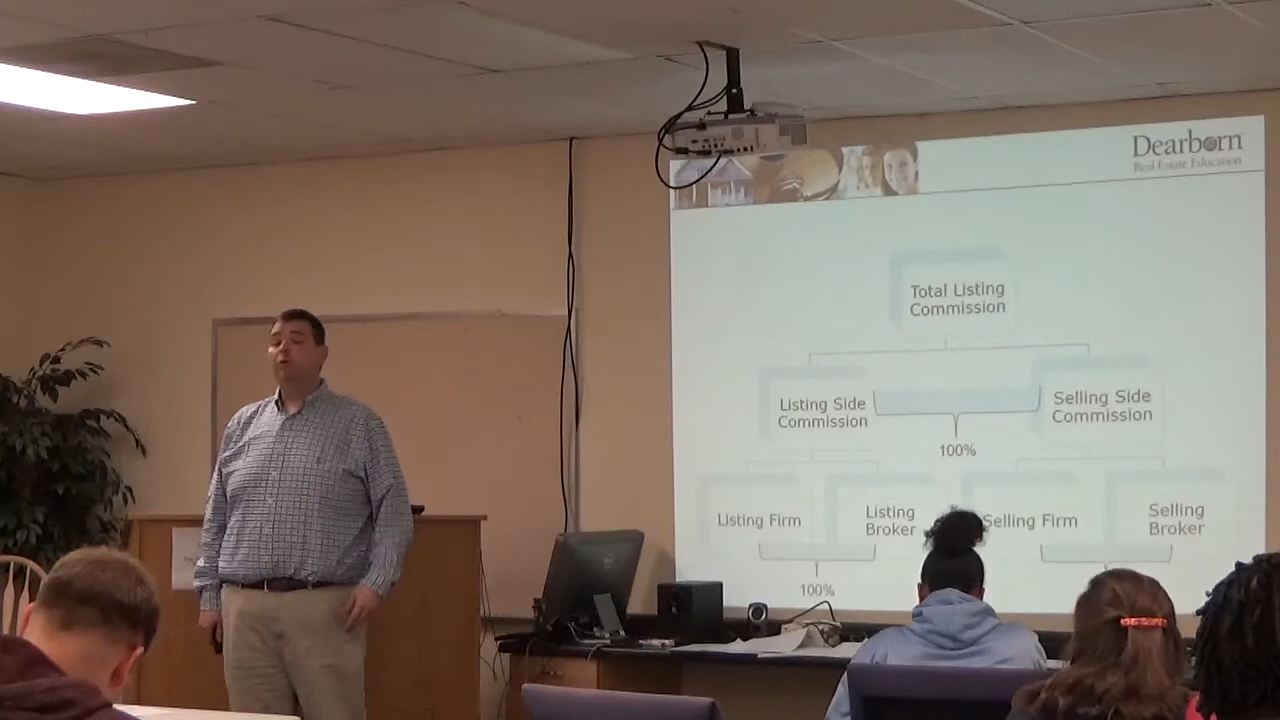 Dearborn
Real Estate Education
Total Listing
Commission
Listing Side
Commission
Selling Side
Commission
100%
Listing Firm
Listing
Broker
Selling Firm
Selling
Broker
100%